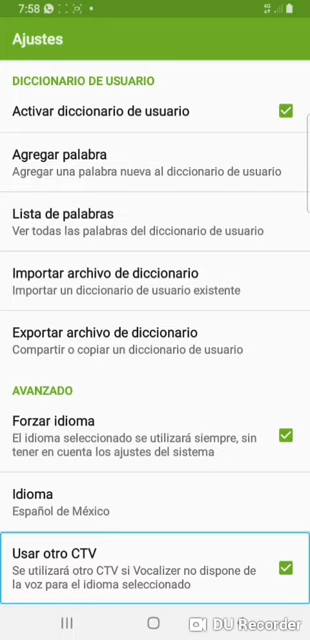 7:58
Ajustes
DICCIONARIO DE USUARIO
Activar diccionario de usuario
Agregar palabra
Agregar una palabra nueva al diccionario de usuario
Lista de palabras
Ver todas las palabras del diccionario de usuario
Importar archivo de diccionario
Importar un diccionario de usuario existente
Exportar archivo de diccionario
Compartir o copiar un diccionario de usuario
AVANZADO
Forzar idioma
El idioma seleccionado se utilizará siempre, sin
tener en cuenta los ajustes del sistema
Idioma
Español de México
Usar otro CTV
Se utilizará otro CTV si Vocalizer no dispone de
la voz para el idioma seleccionado
DU Recorder